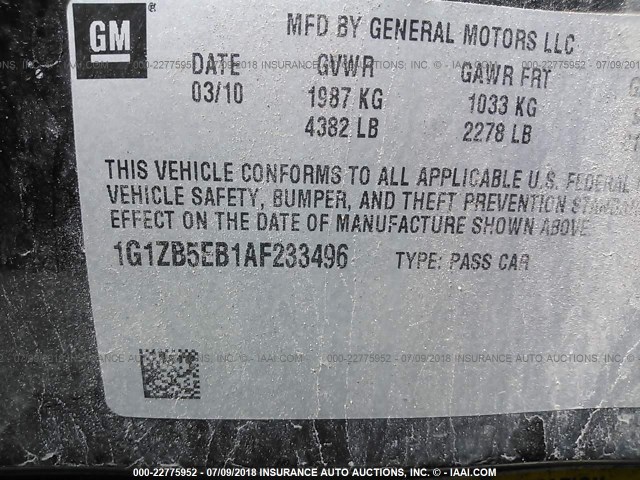 GM
MFD BY GENERAL MOTORS LLC
DATE GVWR GAWR FRT
03/10 1987 KG 1033 KG
4382 LB 2278 LB
THIS VEHICLE CONFORMS TO ALL APPLICABLE U.S. FEDERAL
VEHICLE SAFETY, BUMPER, AND THEFT PREVENTION
EFFECT ON THE DATE OF MANUFACTURE SHOWN ABOVE.
1G1ZB5EB1AF233496 TYPE: PASS CAR
000-22775952 / 07/09/2018 INSURANCE AUTO AUCTIONS, INC. © - IAAI.COM